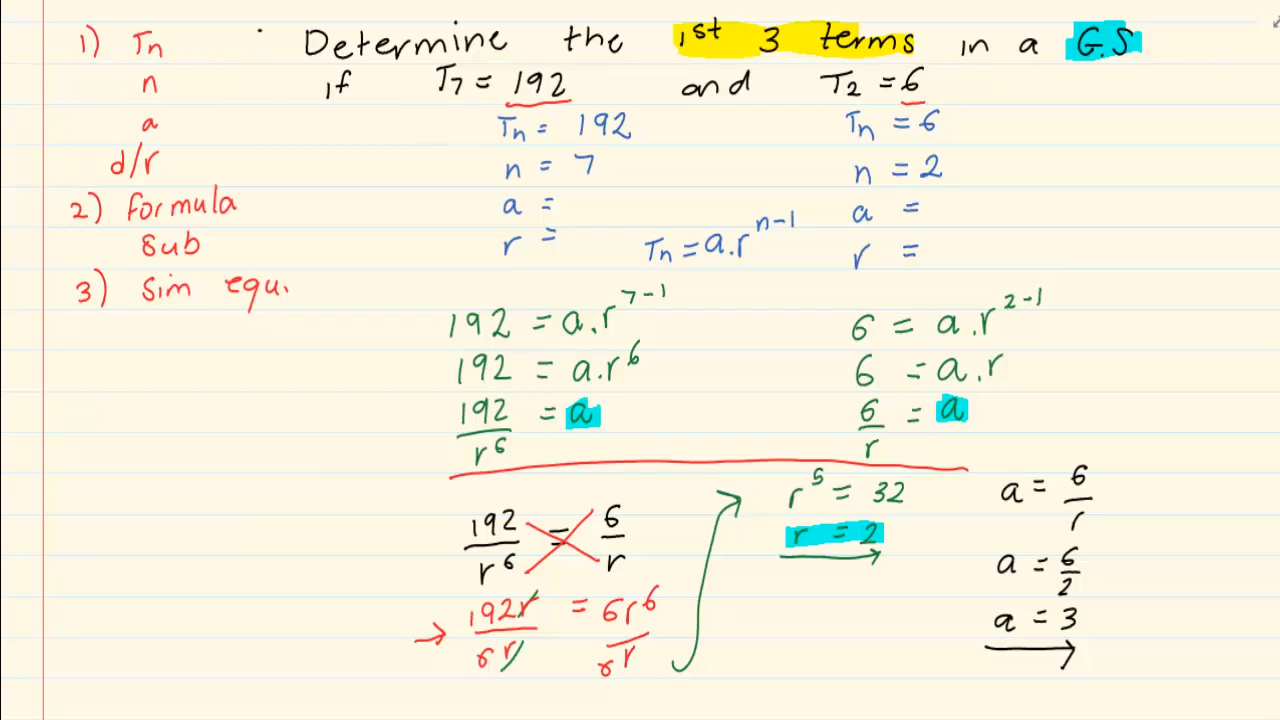 1) Tn
n
a
d/r
2) formula
sub
3) Sim equ.
Determine the 1st 3 terms in a G.S
if T7 = 192 and T2 = 6
Tn = 192
n = 7
a =
r =
Tn = a.r^n-1
Tn = 6
n = 2
a =
r =
192 = a.r^7-1
192 = a.r^6
192/r^6 = a
6 = a.r^2-1
6 = a.r
6/r = a
192/r^6 = 6/r
→ 192r/6r = 6r^6/6r
r^5 = 32
r = 2
a = 6/r
a = 6/2
a = 3